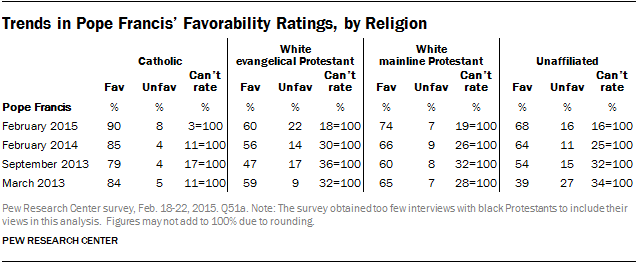 Trends in Pope Francis' Favorability Ratings, by Religion
Catholic White evangelical Protestant White mainline Protestant Unaffiliated
Fav Unfav Can't rate Fav Unfav Can't rate Fav Unfav Can't rate Fav Unfav Can't rate
Pope Francis % % % % % % % % % % % %
February 2015 90 8 3=100 60 22 18=100 74 7 19=100 68 16 16=100
February 2014 85 4 11=100 56 14 30=100 66 9 26=100 64 11 25=100
September 2013 79 4 17=100 47 17 36=100 60 8 32=100 54 15 32=100
March 2013 84 5 11=100 59 9 32=100 65 7 28=100 39 27 34=100
Pew Research Center survey, Feb. 18-22, 2015. Q51a. Note: The survey obtained too few interviews with black Protestants to include their
views in this analysis. Figures may not add to 100% due to rounding.
PEW RESEARCH CENTER